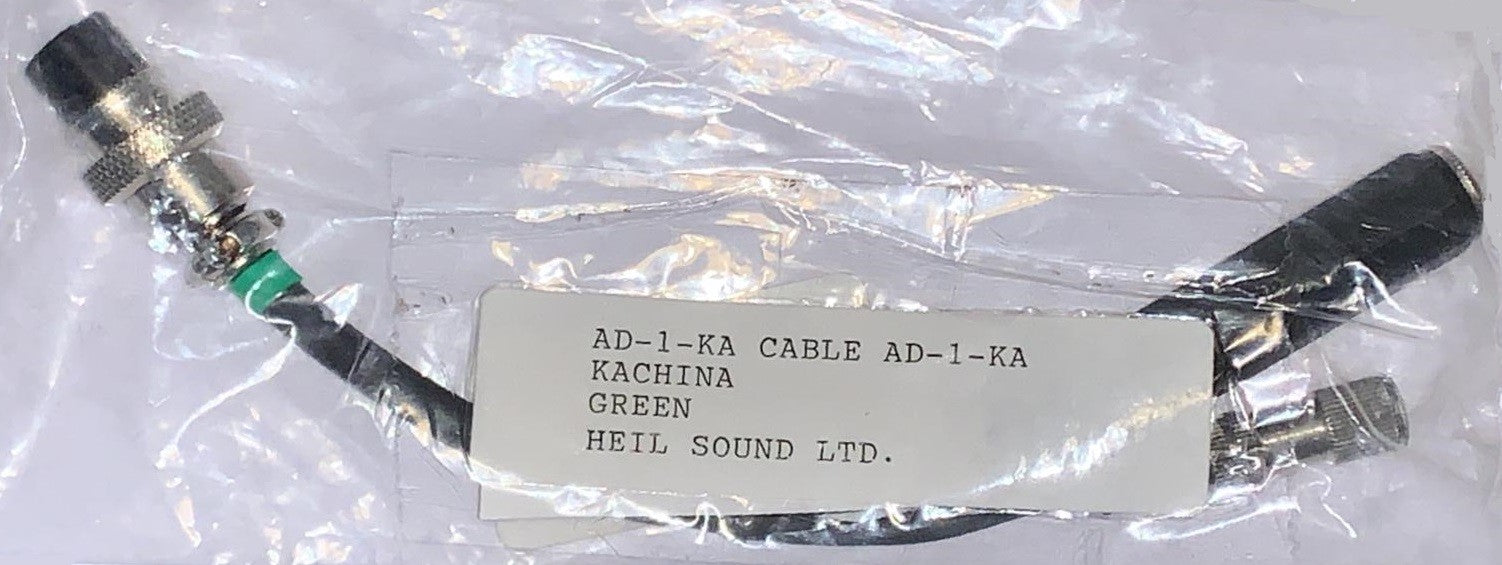 AD-1-KA CABLE AD-1-KA
KACHINA
GREEN
HEIL SOUND LTD.